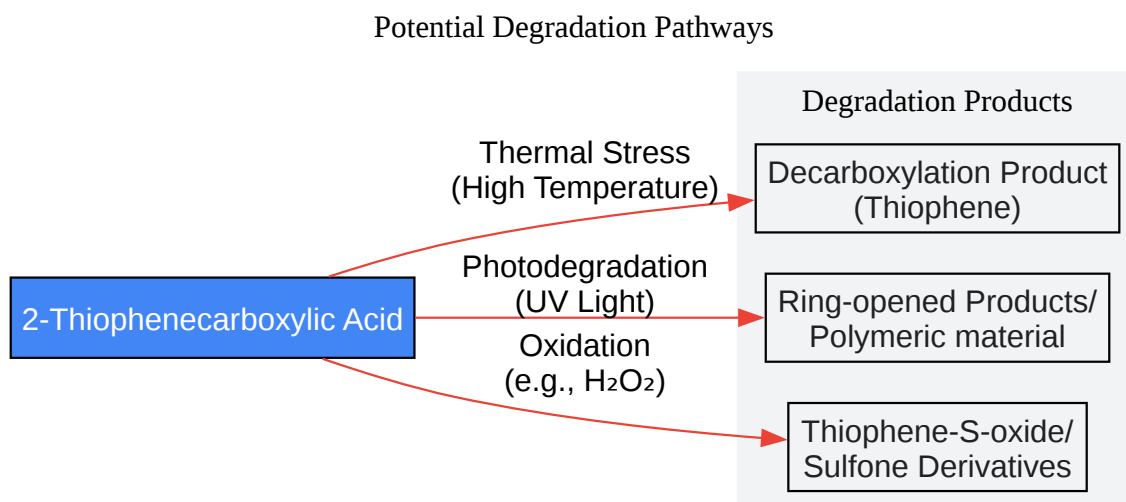 Potential Degradation Pathways
Degradation Products
Thermal Stress
(High Temperature)
Decarboxylation Product
(Thiophene)
2-Thiophenecarboxylic Acid
Photodegradation
(UV Light)
Ring-opened Products/
Polymeric material
Oxidation
(e.g., H₂O₂)
Thiophene-S-oxide/
Sulfone Derivatives